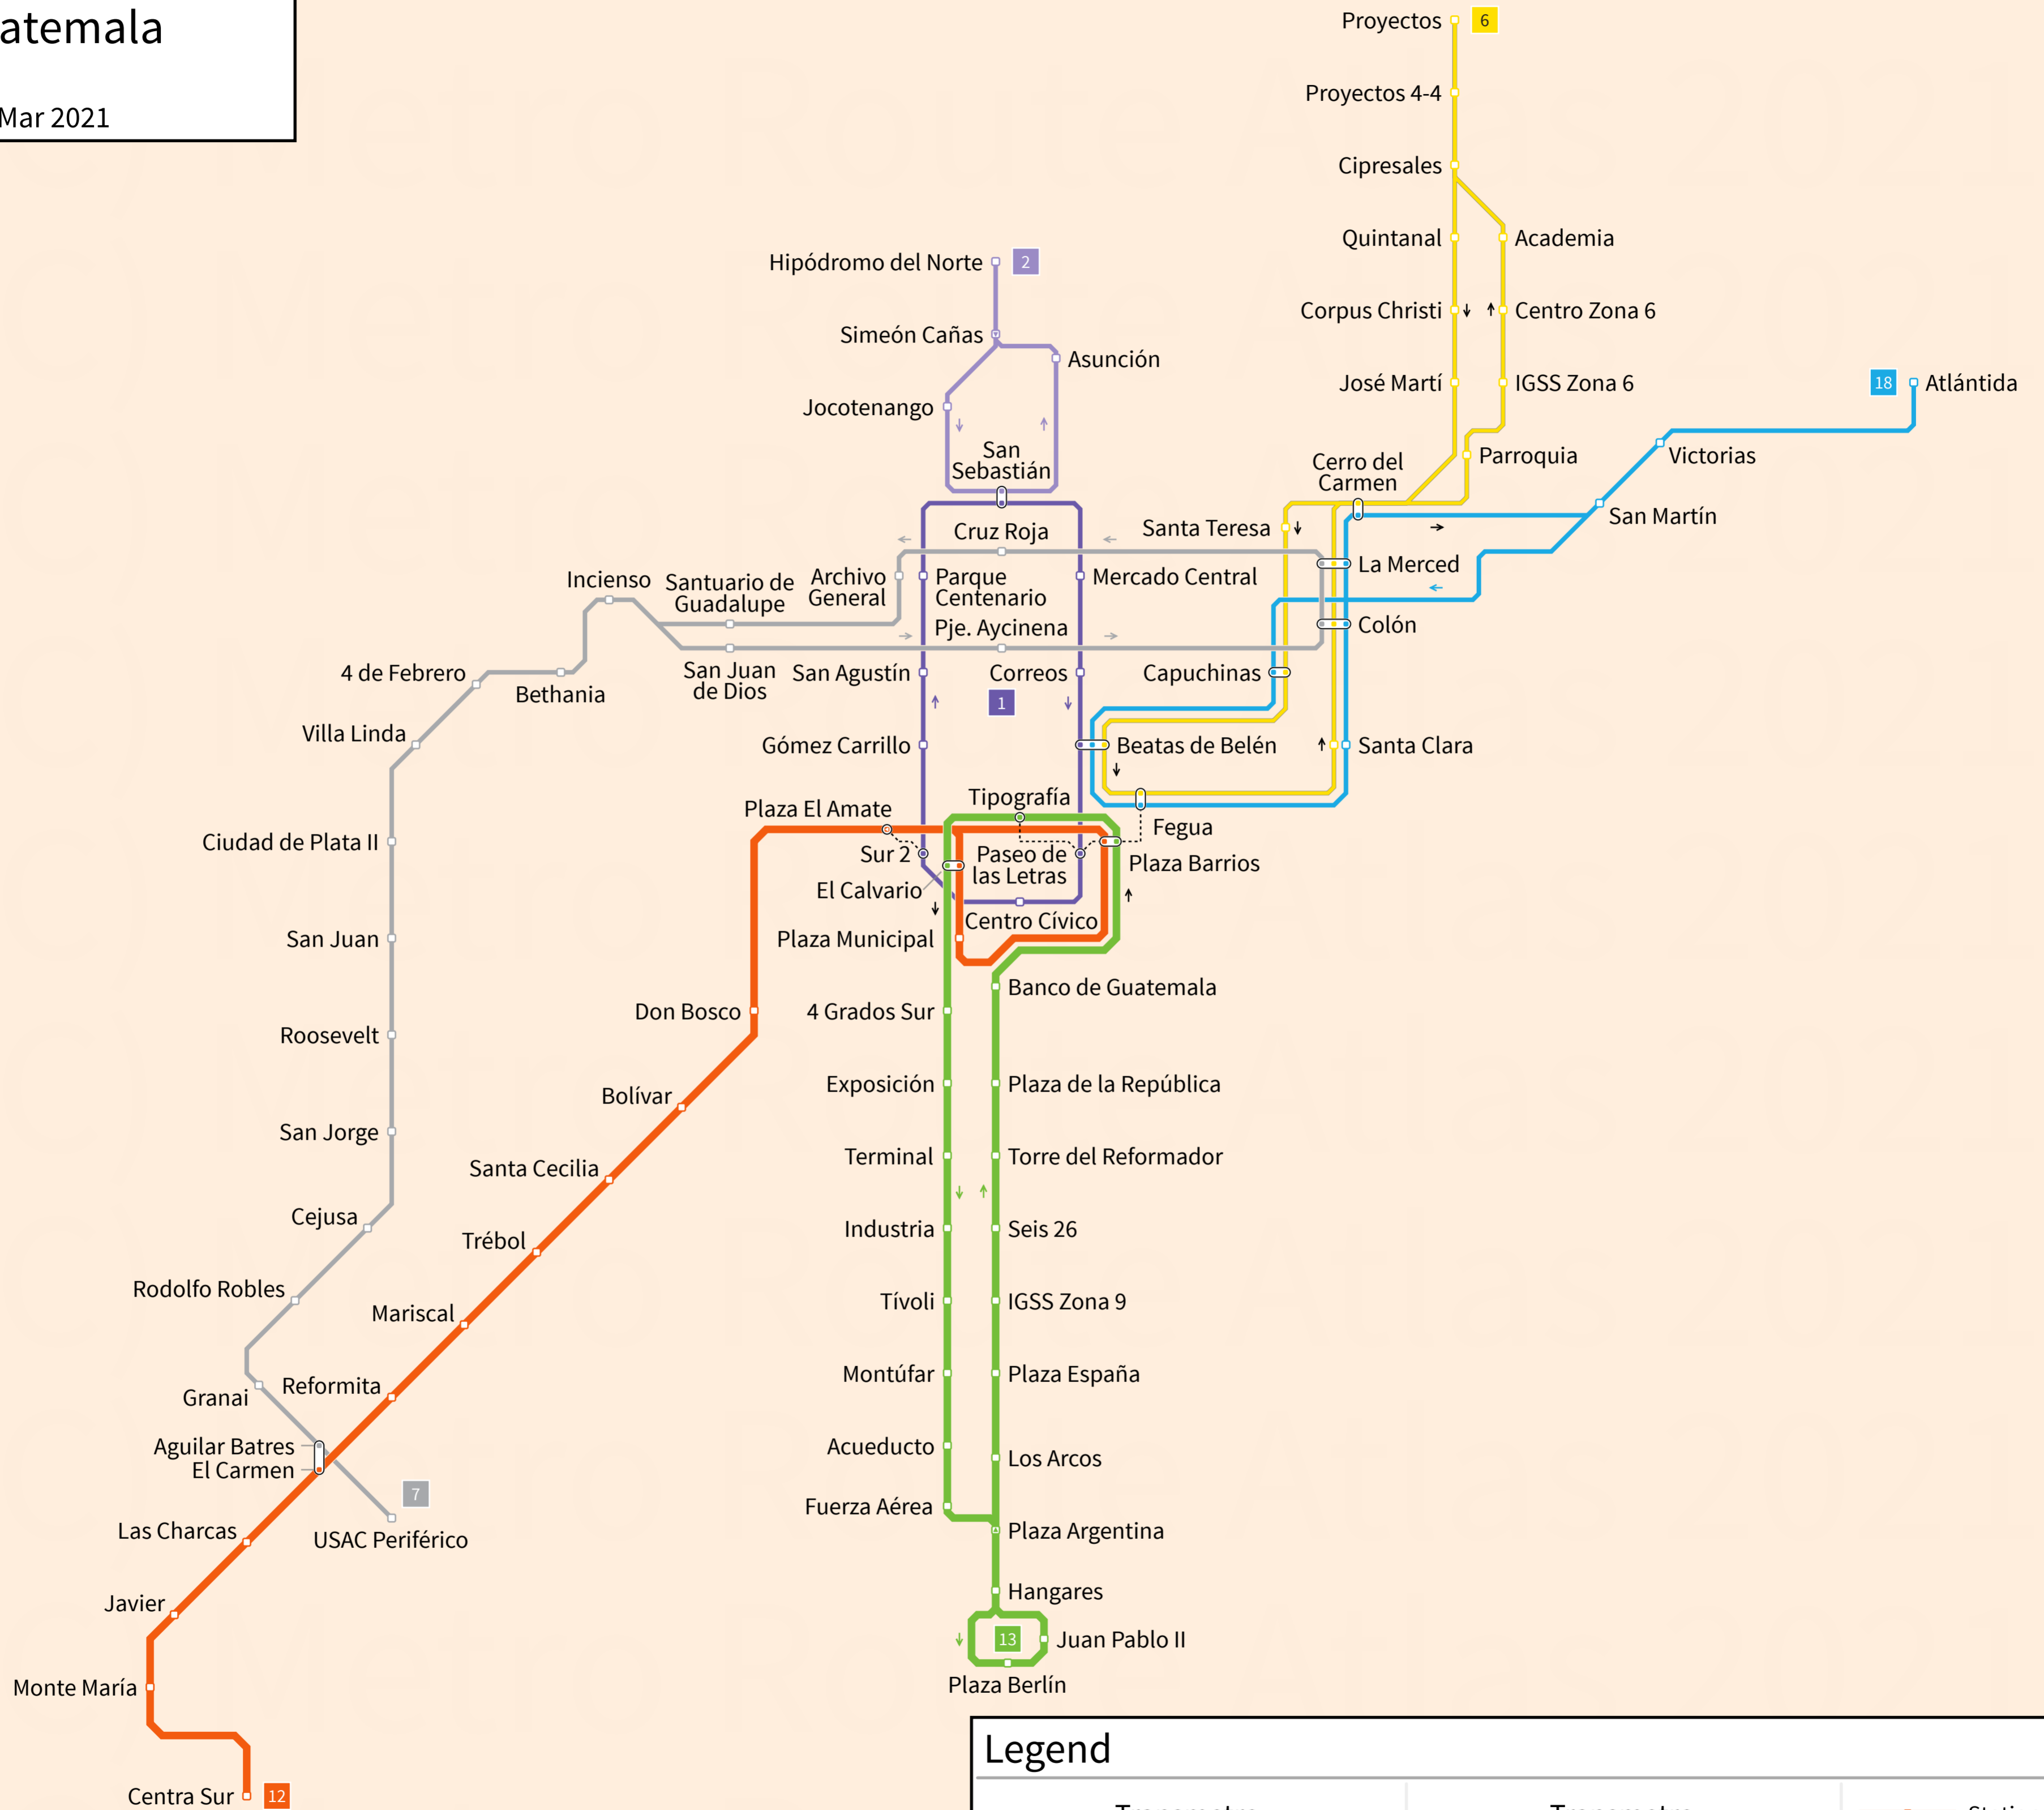 atemala
Mar 2021
Proyectos
6
Proyectos 4-4
Cipresales
Quintanal
Academia
Hipódromo del Norte
2
Corpus Christi
Centro Zona 6
Simeón Cañas
Asunción
José Martí
IGSS Zona 6
18
Atlántida
Jocotenango
San
Sebastián
Cerro del
Carmen
Parroquia
Victorias
San Martín
Cruz Roja
Santa Teresa
La Merced
Incienso
Santuario de
Guadalupe
Archivo
General
Parque
Centenario
Mercado Central
Pje. Aycinena
Colón
4 de Febrero
Bethania
San Juan
de Dios
San Agustín
Correos
Capuchinas
1
Villa Linda
Gómez Carrillo
Beatas de Belén
Santa Clara
Plaza El Amate
Tipografía
Fegua
Ciudad de Plata II
Sur 2
Paseo de
las Letras
Plaza Barrios
El Calvario
Centro Cívico
San Juan
Plaza Municipal
Banco de Guatemala
Don Bosco
4 Grados Sur
Roosevelt
Bolívar
Exposición
Plaza de la República
San Jorge
Santa Cecilia
Terminal
Torre del Reformador
Cejusa
Trébol
Industria
Seis 26
Rodolfo Robles
Mariscal
Tívoli
IGSS Zona 9
Granai
Reformita
Montúfar
Plaza España
Aguilar Batres
El Carmen
Acueducto
Los Arcos
7
Fuerza Aérea
Las Charcas
USAC Periférico
Plaza Argentina
Javier
Hangares
13
Juan Pablo II
Monte María
Plaza Berlín
Legend
Centra Sur
12